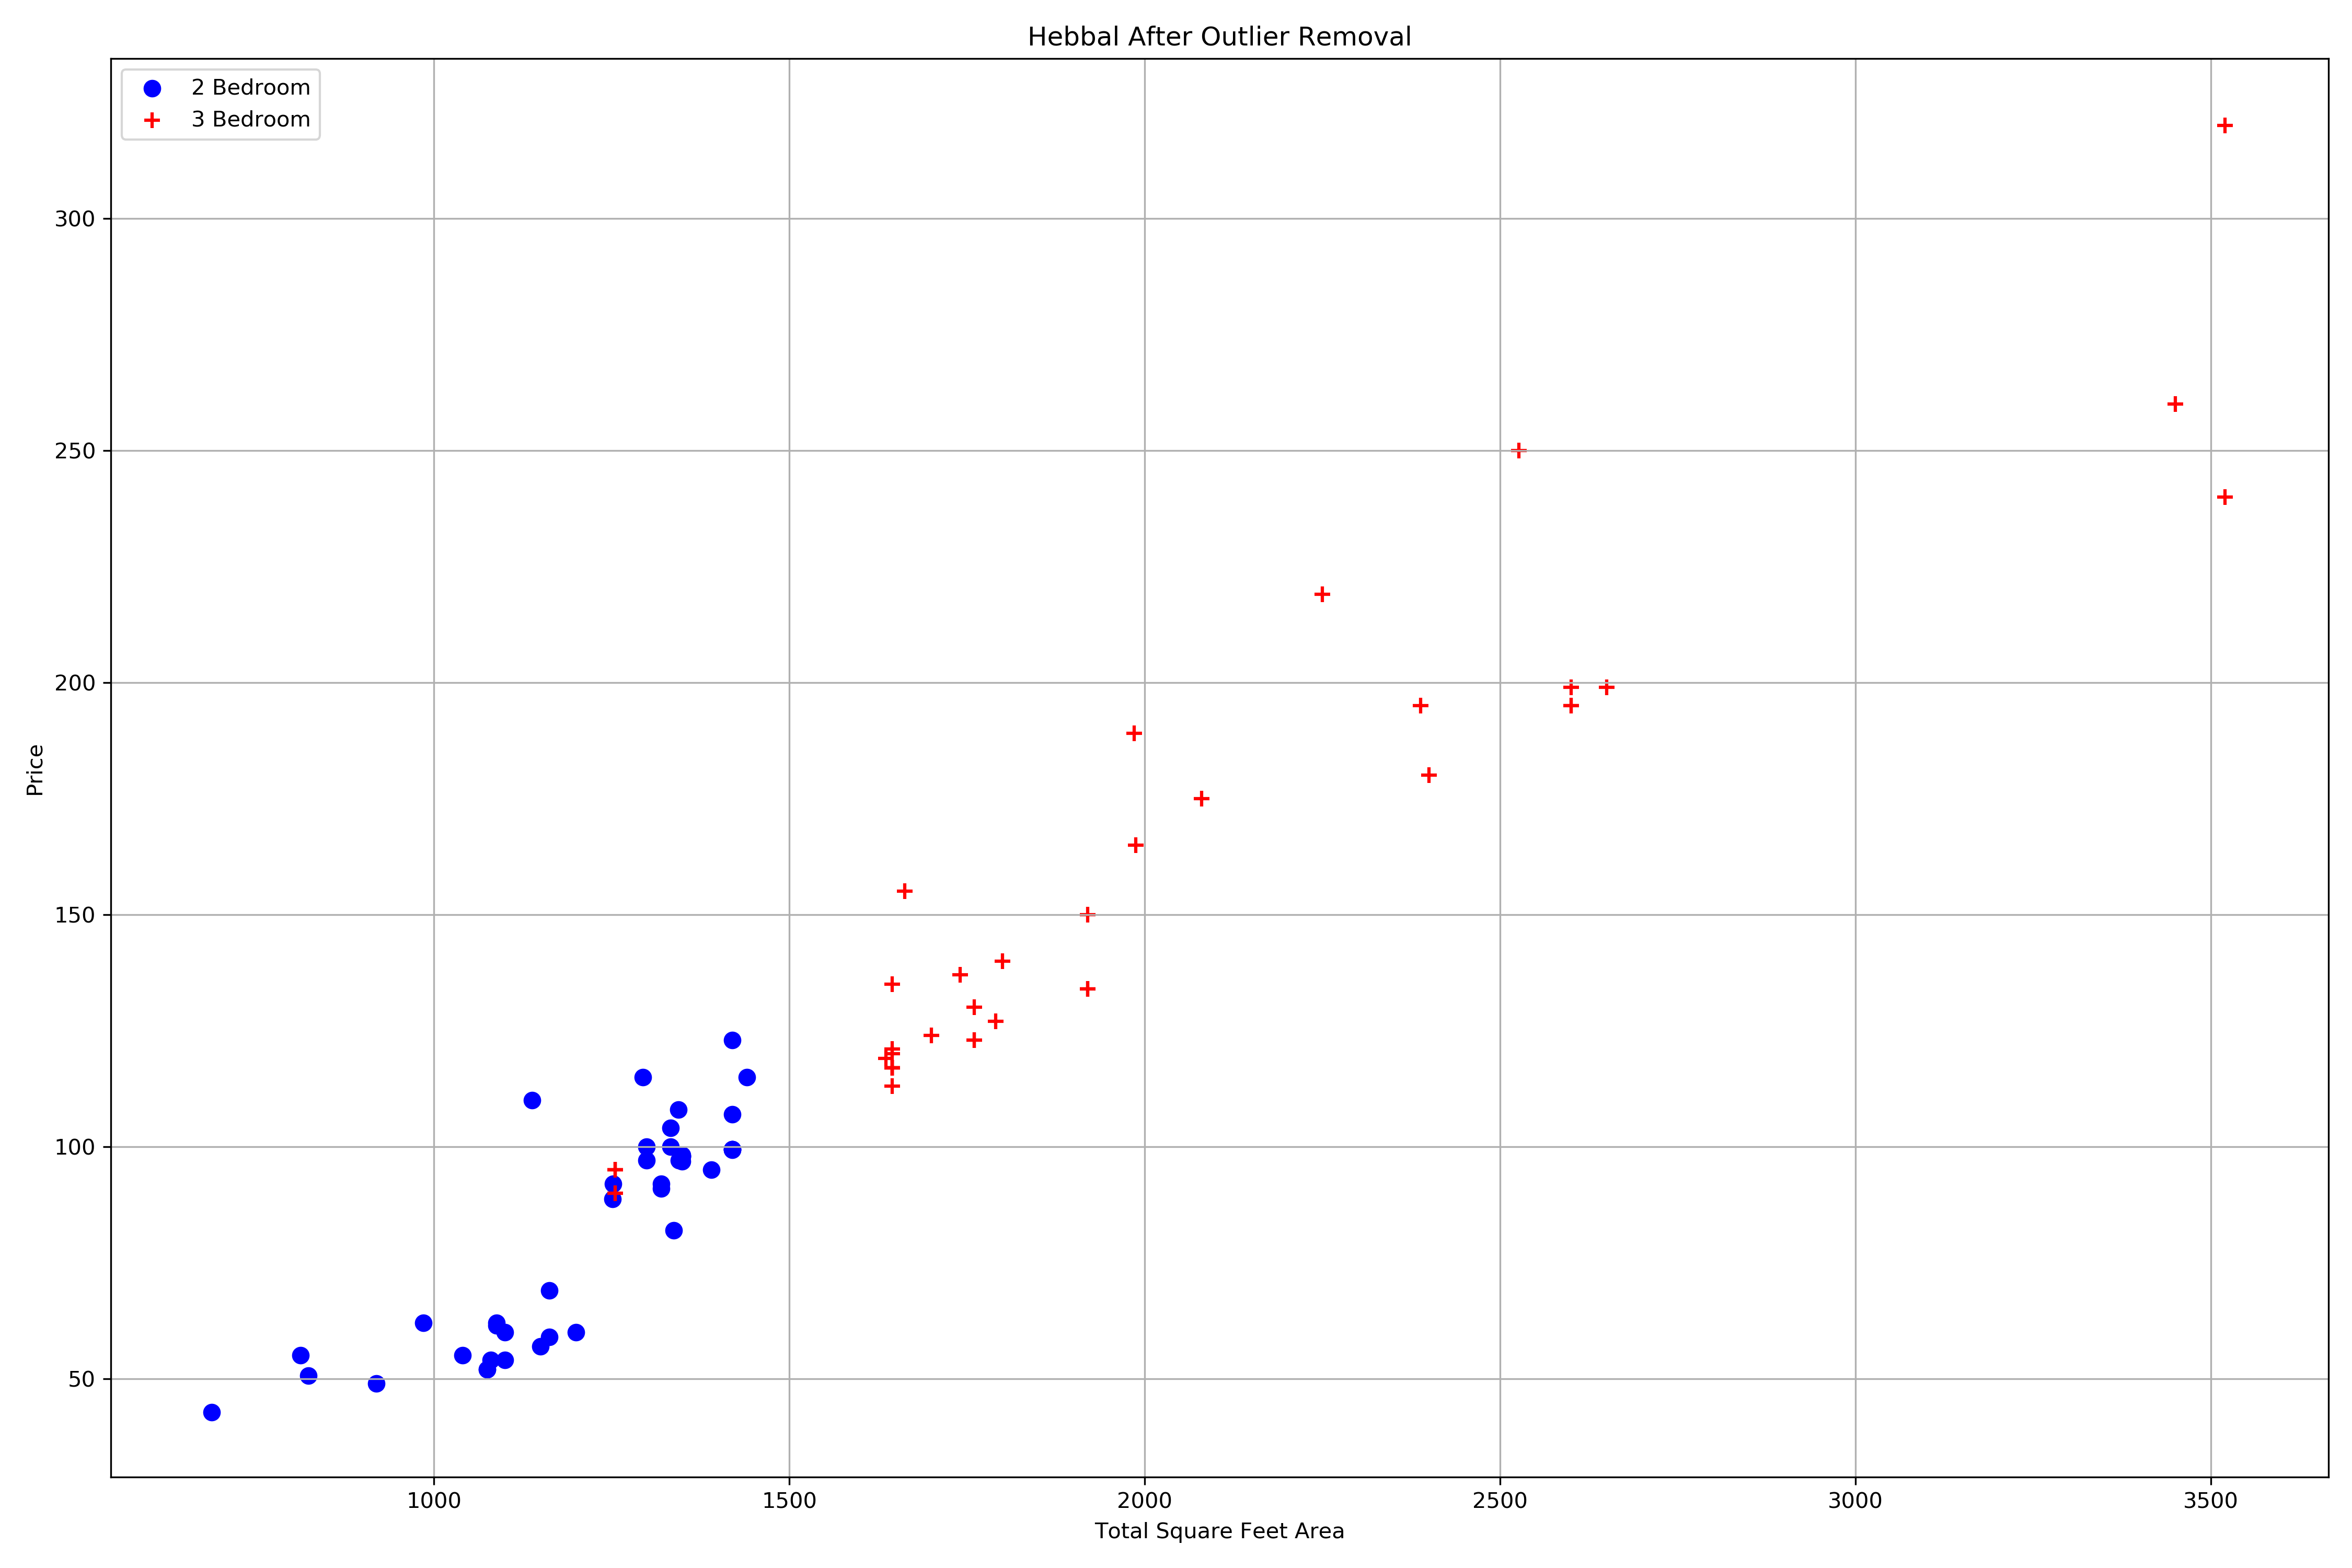 Hebbal After Outlier Removal
2 Bedroom
3 Bedroom
300
250
200
150
100
50
Price
1000 1500 2000 2500 3000 3500
Total Square Feet Area